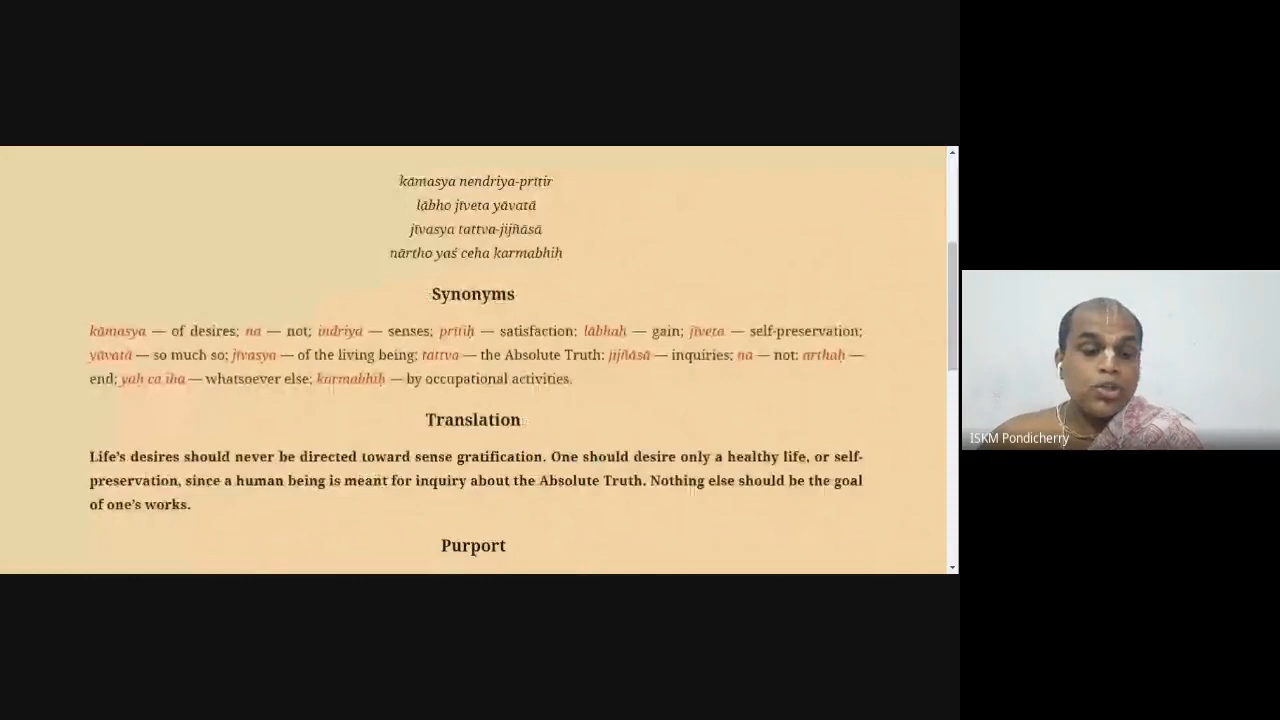 kāmasya nendriya-prītir
lābho jīveta yāvatā
jīvasya tattva-jijñāsā
nārtho yaś ceha karmabhiḥ
Synonyms
kāmasya — of desires; na — not; indriya — senses; prītiḥ — satisfaction; lābhaḥ — gain; jīveta — self-preservation;
yāvatā — so much so; jīvasya — of the living being; tattva — the Absolute Truth; jijñāsā — inquiries; na — not; arthaḥ —
end; yaḥ ca iha — whatsoever else; karmabhiḥ — by occupational activities.
Translation
Life's desires should never be directed toward sense gratification. One should desire only a healthy life, or self-
preservation, since a human being is meant for inquiry about the Absolute Truth. Nothing else should be the goal
of one's works.
Purport
ISKM Pondicherry